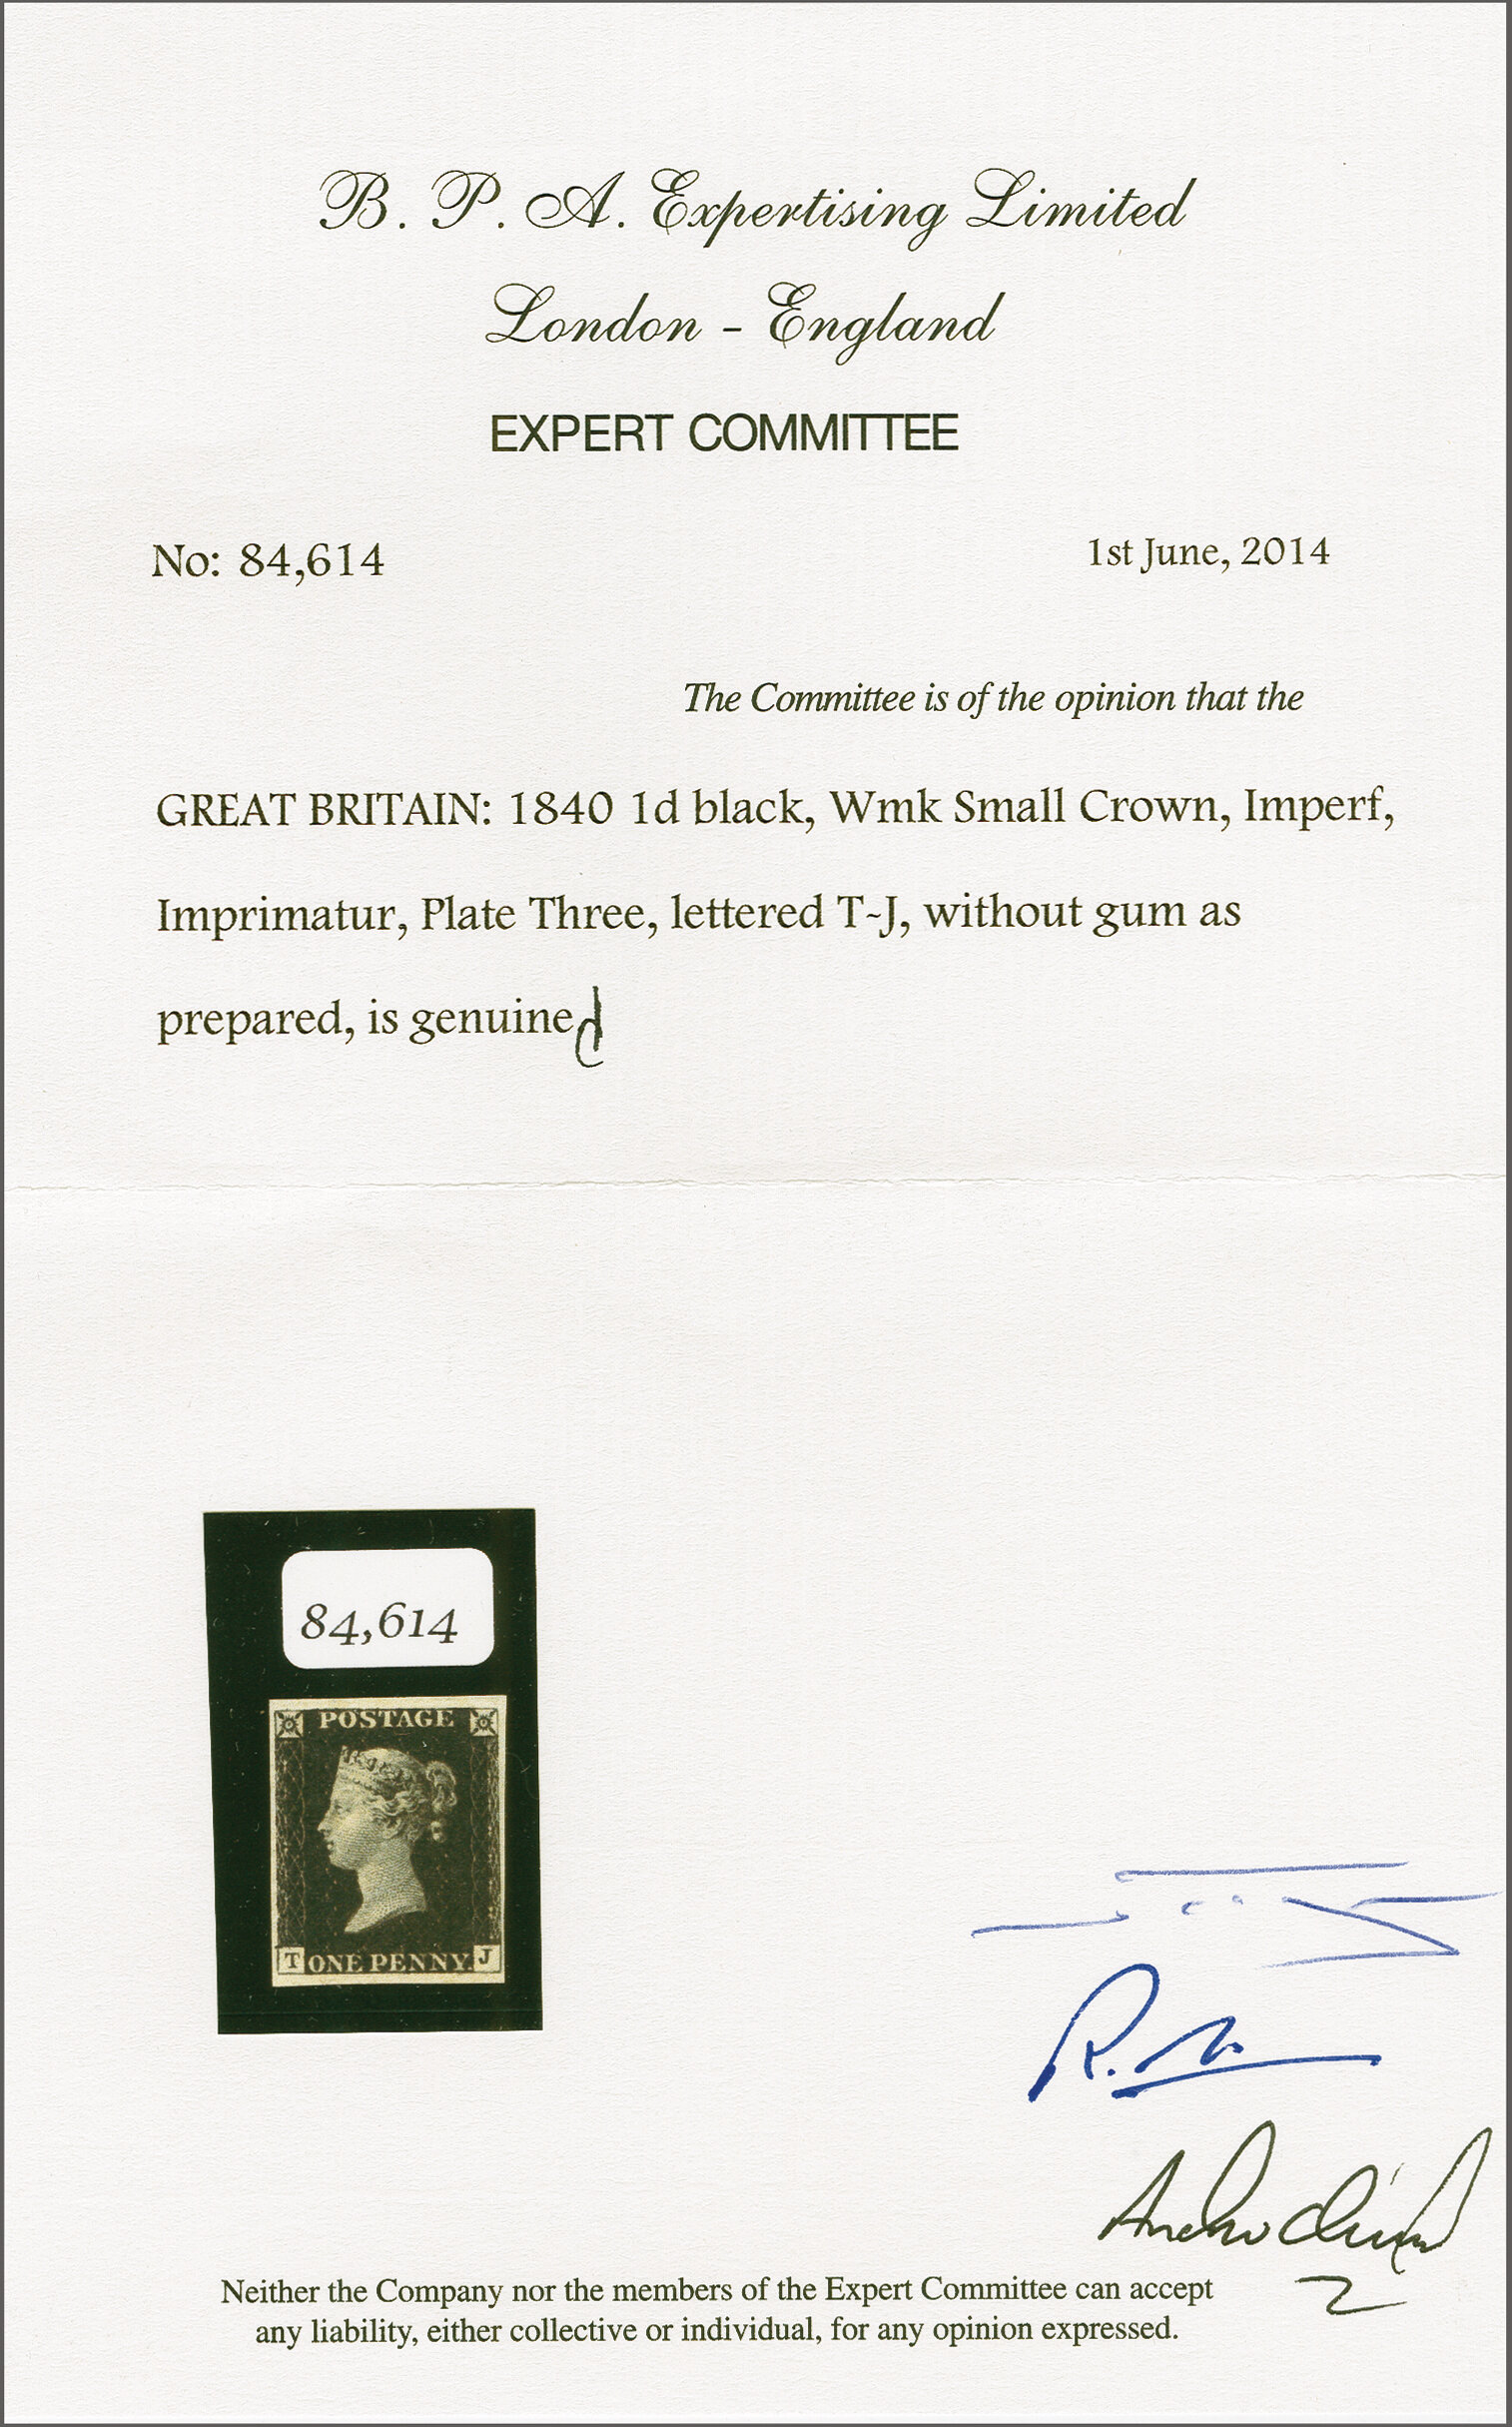 B. P. A. Expertising Limited
London - England
EXPERT COMMITTEE
No: 84,614
1st June, 2014
The Committee is of the opinion that the
GREAT BRITAIN: 1840 1d black, Wmk Small Crown, Imperf,
Imprimatur, Plate Three, lettered T-J, without gum as
prepared, is genuine
84,614
POSTAGE
T ONE PENNY. J
Neither the Company nor the members of the Expert Committee can accept
any liability, either collective or individual, for any opinion expressed.